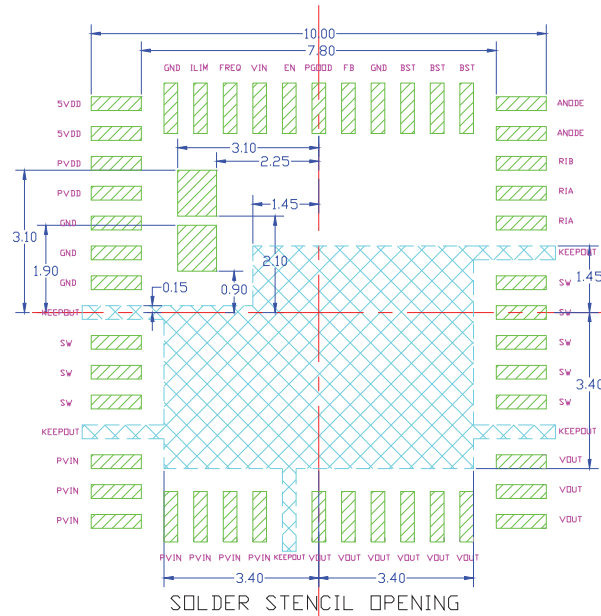 10.00
7.80
GND ILIM FREQ VIN EN PGOOD FB GND BST BST BST
5VDD
ANODE
5VDD
ANODE
3.10
PVDD
RIB
2.25
PVDD
RIA
1.45
GND
RIA
3.10
1.90
2.10
GND
KEEPOUT
1.45
GND
0.15
0.90
SW
KEEPOUT
SW
SW
SW
SW
SW
3.40
SW
SW
KEEPOUT
KEEPOUT
PVIN
VOUT
PVIN
VOUT
PVIN
VOUT
PVIN PVIN PVIN PVIN KEEPOUT VOUT VOUT VOUT VOUT VOUT VOUT
3.40
3.40
SOLDER STENCIL OPENING